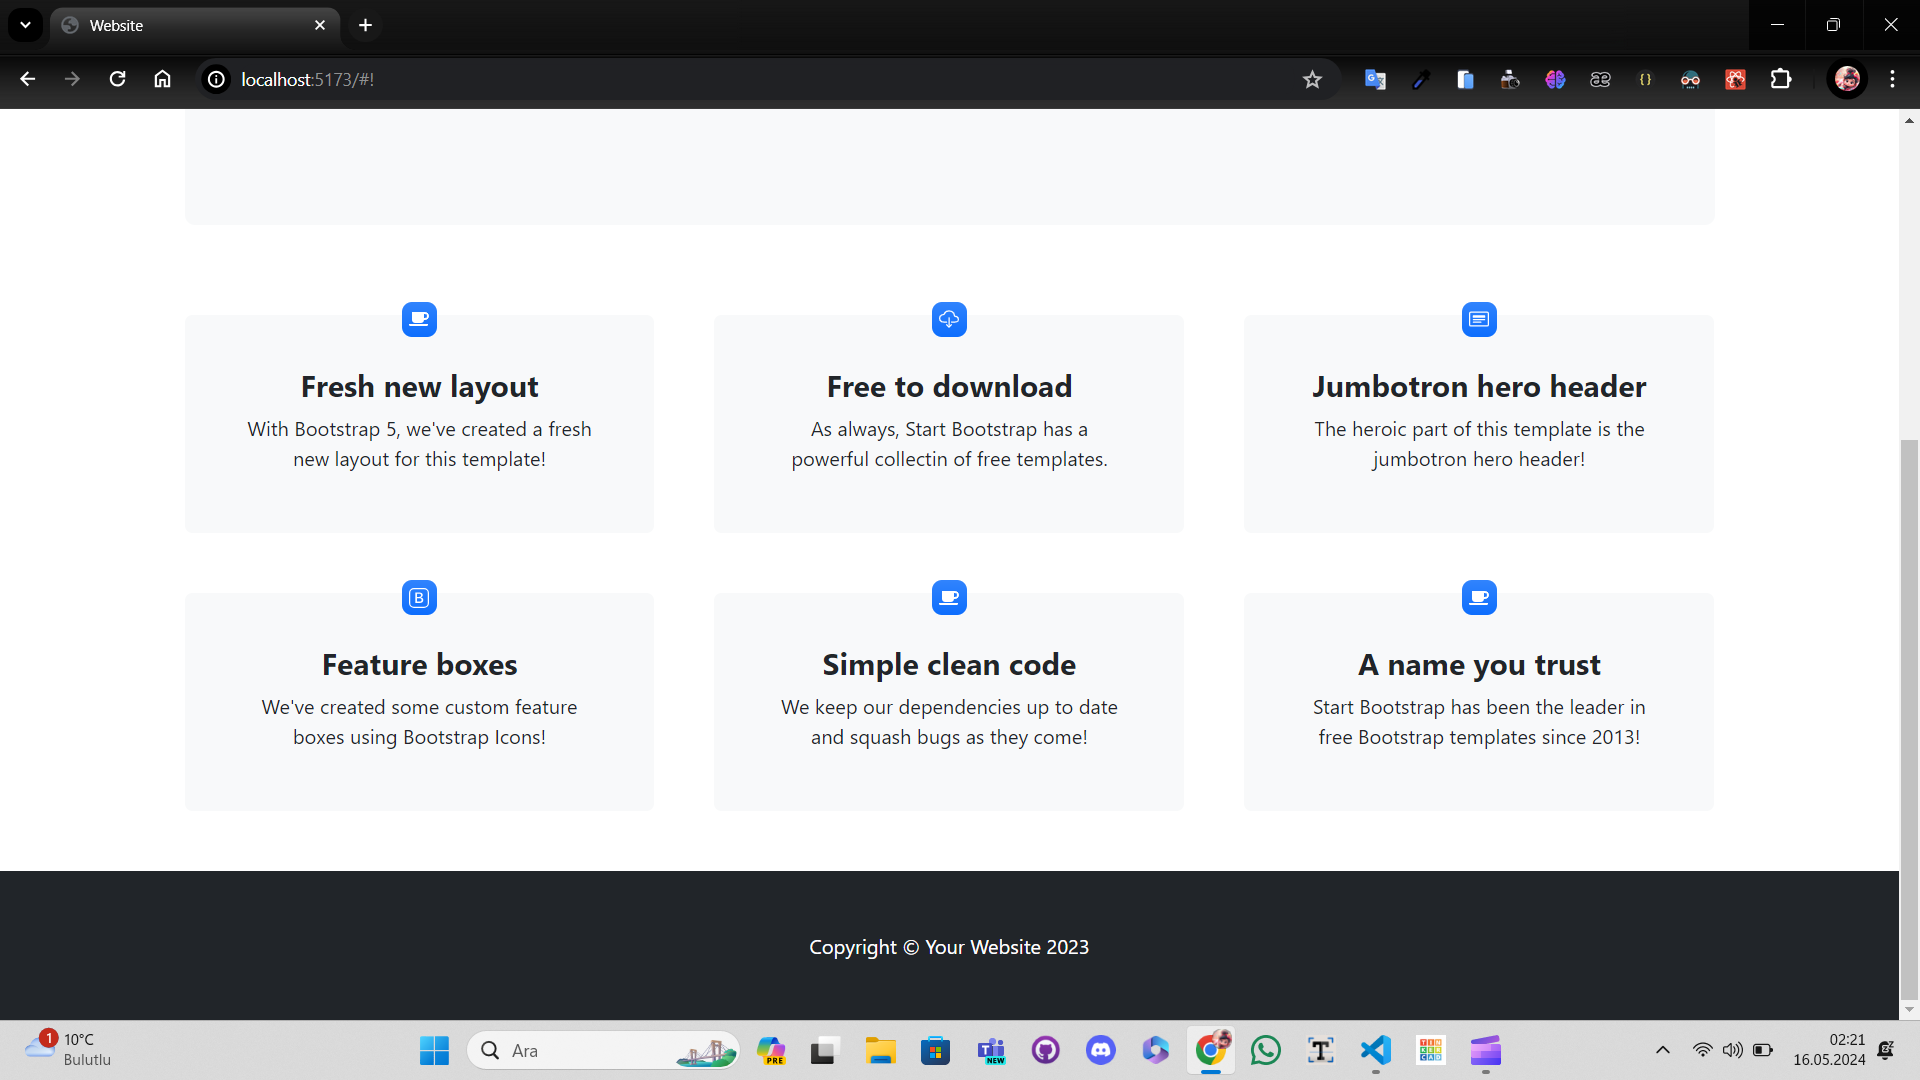 Website
localhost:5173/#!
Fresh new layout
With Bootstrap 5, we've created a fresh
new layout for this template!
Free to download
As always, Start Bootstrap has a
powerful collectin of free templates.
Jumbotron hero header
The heroic part of this template is the
jumbotron hero header!
B
Feature boxes
We've created some custom feature
boxes using Bootstrap Icons!
Simple clean code
We keep our dependencies up to date
and squash bugs as they come!
A name you trust
Start Bootstrap has been the leader in
free Bootstrap templates since 2013!
Copyright © Your Website 2023
1
10°C
Bulutlu
Ara
PRE
NEW
TIN
KER
CAD
02:21
16.05.2024